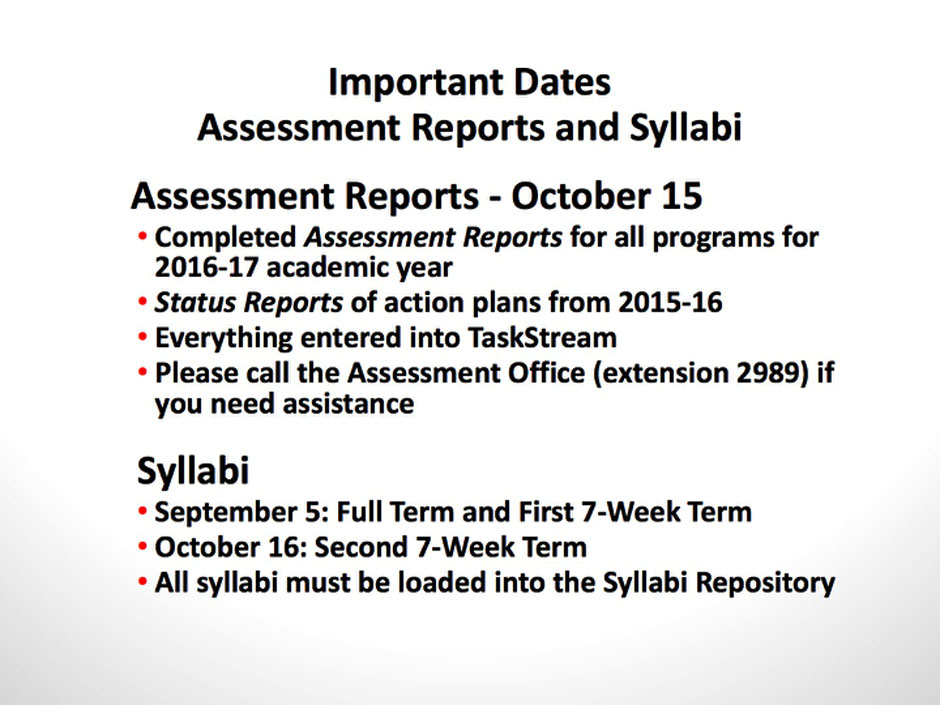 Important Dates
Assessment Reports and Syllabi
Assessment Reports - October 15
• Completed Assessment Reports for all programs for
2016-17 academic year
• Status Reports of action plans from 2015-16
• Everything entered into TaskStream
• Please call the Assessment Office (extension 2989) if
you need assistance
Syllabi
• September 5: Full Term and First 7-Week Term
• October 16: Second 7-Week Term
• All syllabi must be loaded into the Syllabi Repository